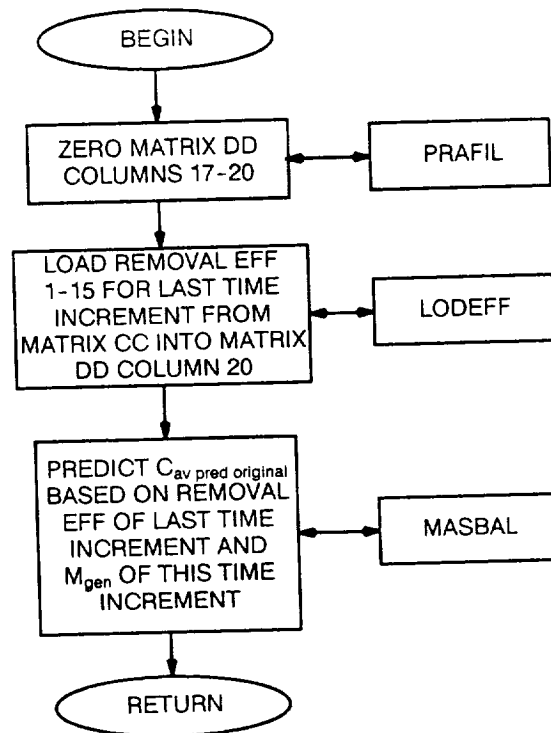 BEGIN
ZERO MATRIX DD
COLUMNS 17-20
PRAFIL
LOAD REMOVAL EFF
1-15 FOR LAST TIME
INCREMENT FROM
MATRIX CC INTO MATRIX
DD COLUMN 20
LODEFF
PREDICT Cav pred original
BASED ON REMOVAL
EFF OF LAST TIME
INCREMENT AND
Mgen OF THIS TIME
INCREMENT
MASBAL
RETURN